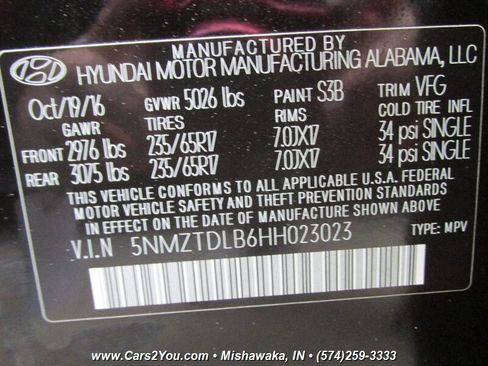 MANUFACTURED BY
HYUNDAI MOTOR MANUFACTURING ALABAMA, LLC
Oct/19/16 GVWR 5026 lbs PAINT S3B TRIM VFG
GAWR TIRES RIMS COLD TIRE INFL
FRONT 2976 lbs 235/65R17 7.0JX17 34 psi SINGLE
REAR 3075 lbs 235/65R17 7.0JX17 34 psi SINGLE
THIS VEHICLE CONFORMS TO ALL APPLICABLE U.S.A FEDERAL
MOTOR VEHICLE SAFETY AND THEFT PREVENTION STANDARDS
IN EFFECT ON THE DATE OF MANUFACTURE SHOWN ABOVE.
V.I.N 5NMZTDLB6HH023023 TYPE: MPV
www.Cars2You.com - Mishawaka, IN - (574)259-3333